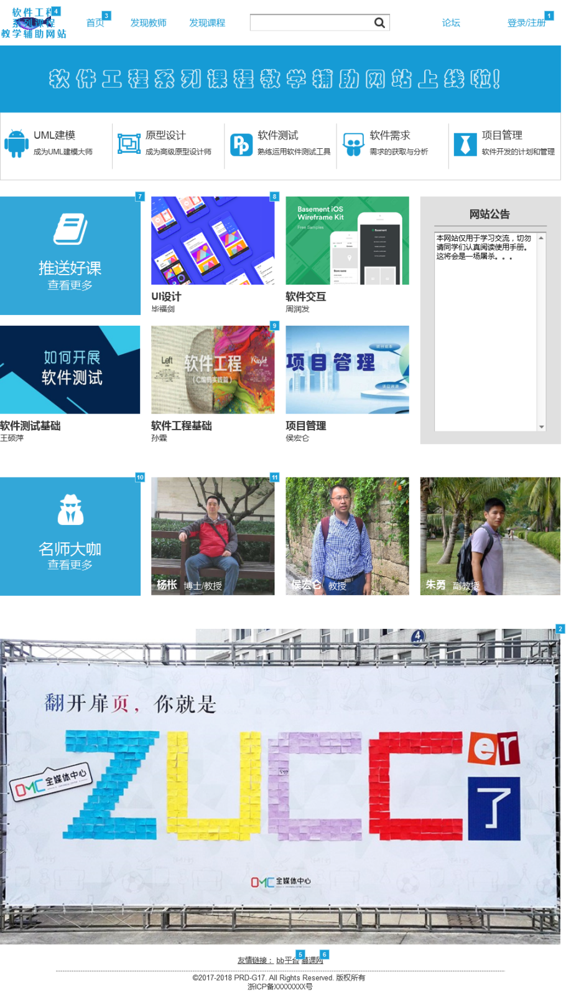 软件工程
系列课程
教学辅助网站
4
首页
3
发现教师
发现课程
论坛
登录/注册
1
软件工程系列课程教学辅助网站上线啦!
UML建模
成为UML建模大师
原型设计
成为高级原型设计师
软件测试
熟练运用软件测试工具
软件需求
需求的获取与分析
项目管理
软件开发的计划和管理
7
推送好课
查看更多
8
UI设计
毕福剑
Basement iOS
Wireframe Kit
Free Samples
Basement
软件交互
周润发
网站公告
本网站仅用于学习交流，切勿
请同学们认真阅读使用手册。
这将会是一场屠杀。。。
如何开展
软件测试
软件测试基础
王硕萍
9
Left
软件工程
Right
（C编码实践篇）
软件工程基础
孙霖
项目管理
项目管理
侯宏仑
10
名师大咖
查看更多
11
杨枨 博士/教授
侯宏仑 教授
朱勇 副教授
2
4
翻开扉页，你就是
ZUCC
er
了
OMC 全媒体中心
OMC 全媒体中心
友情链接： bb平台 慕课网
5
6
©2017-2018 PRD-G17. All Rights Reserved. 版权所有
浙ICP备XXXXXXXX号